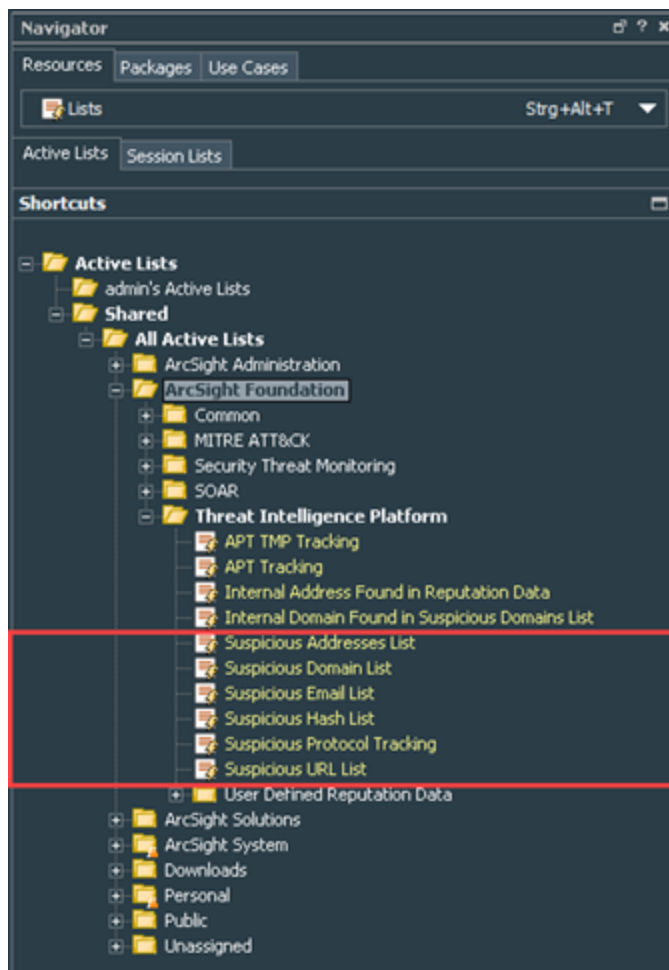 Navigator ?
Resources Packages Use Cases
Lists Strg+Alt+T
Active Lists Session Lists
Shortcuts
Active Lists
admin's Active Lists
Shared
All Active Lists
ArcSight Administration
ArcSight Foundation
Common
MITRE ATT&CK
Security Threat Monitoring
SOAR
Threat Intelligence Platform
APT TMP Tracking
APT Tracking
Internal Address Found in Reputation Data
Internal Domain Found in Suspicious Domains List
Suspicious Addresses List
Suspicious Domain List
Suspicious Email List
Suspicious Hash List
Suspicious Protocol Tracking
Suspicious URL List
User Defined Reputation Data
ArcSight Solutions
ArcSight System
Downloads
Personal
Public
Unassigned